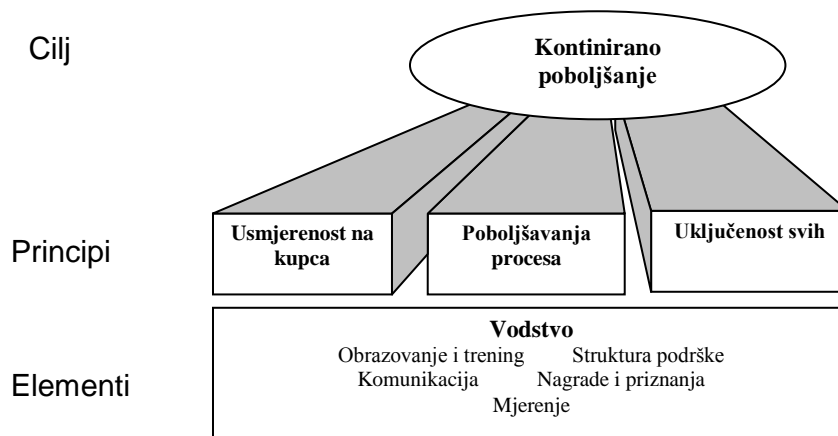 Cilj
Kontinirano
poboljšanje
Principi
Usmjerenost na
kupca
Poboljšavanja
procesa
Uključenost svih
Elementi
Vodstvo
Obrazovanje i trening Struktura podrške
Komunikacija Nagrade i priznanja
Mjerenje